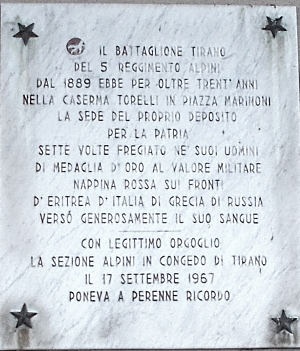 IL BATTAGLIONE TIRANO
DEL 5° REGGIMENTO ALPINI
DAL 1889 EBBE PER OLTRE TRENT'ANNI
NELLA CASERMA TORELLI IN PIAZZA MARINONI
LA SEDE DEL PROPRIO DEPOSITO
PER LA PATRIA
SETTE VOLTE FREGIATO NE' SUOI UOMINI
DI MEDAGLIA D'ORO AL VALORE MILITARE
NAPPINA ROSSA SUI FRONTI
D'ERITREA D'ITALIA DI GRECIA DI RUSSIA
VERSÓ GENEROSAMENTE IL SUO SANGUE
CON LEGITTIMO ORGOGLIO
LA SEZIONE ALPINI IN CONGEDO DI TIRANO
IL 17 SETTEMBRE 1967
PONEVA A PERENNE RICORDO